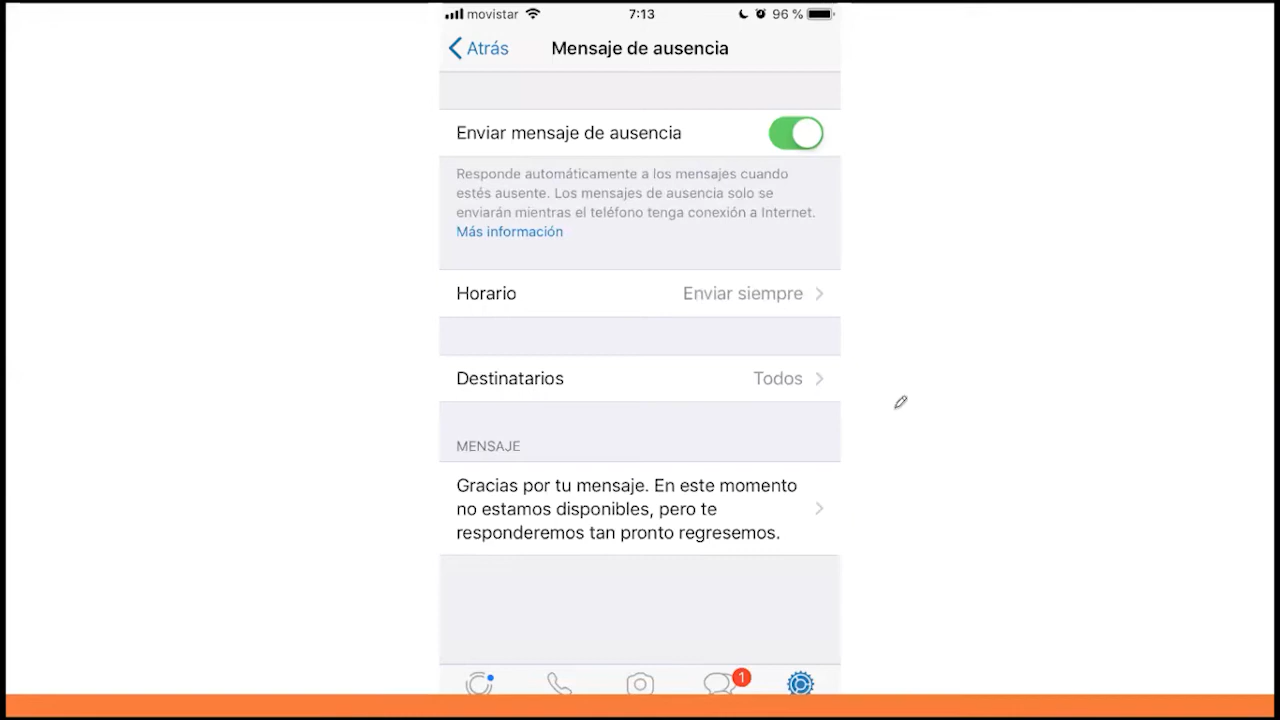 movistar 7:13 96 %
Atrás Mensaje de ausencia
Enviar mensaje de ausencia
Responde automáticamente a los mensajes cuando
estés ausente. Los mensajes de ausencia solo se
enviarán mientras el teléfono tenga conexión a Internet.
Más información
Horario Enviar siempre
Destinatarios Todos
MENSAJE
Gracias por tu mensaje. En este momento
no estamos disponibles, pero te
responderemos tan pronto regresemos.
1